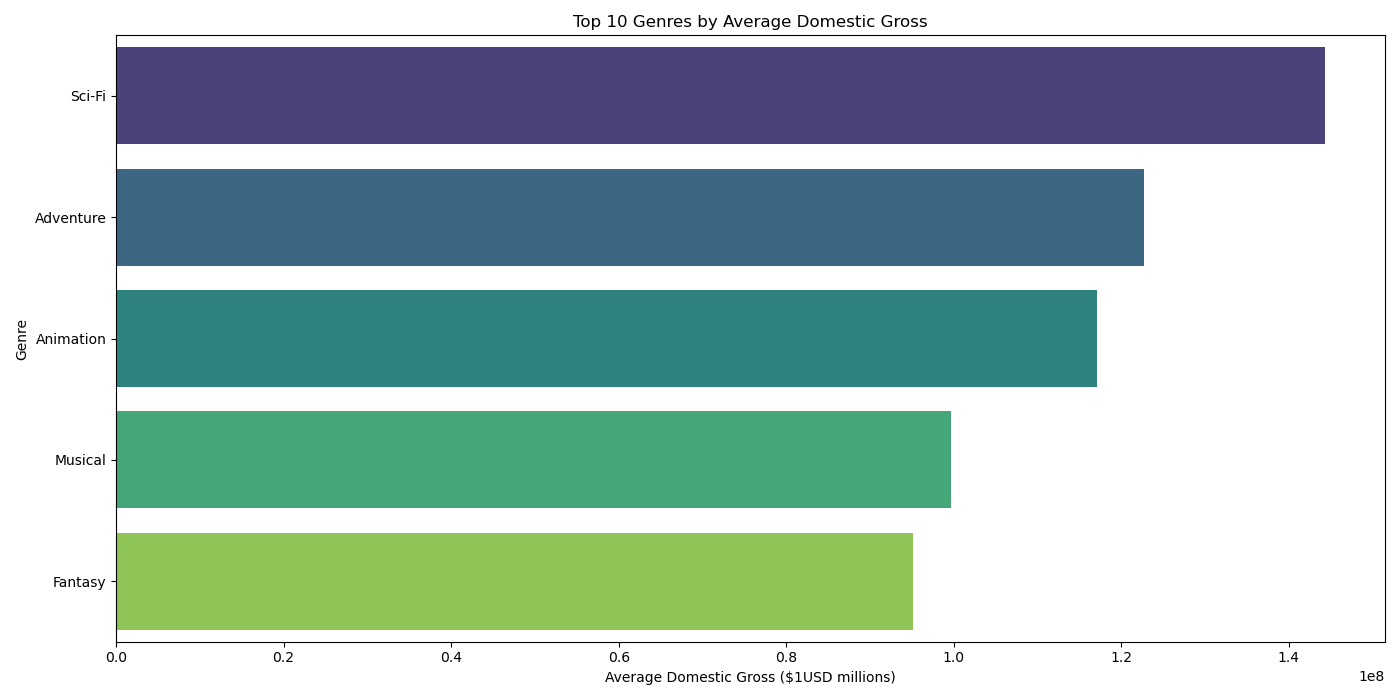 Top 10 Genres by Average Domestic Gross
Genre
Sci-Fi
Adventure
Animation
Musical
Fantasy
0.0 0.2 0.4 0.6 0.8 1.0 1.2 1.4
1e8
Average Domestic Gross ($1USD millions)